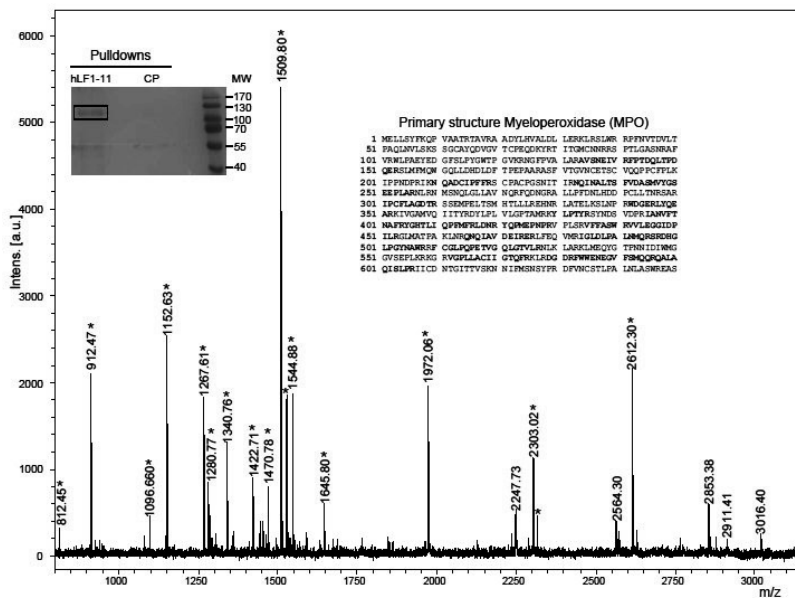 6000
5000
4000
3000
2000
1000
0
Intens. [a.u.]
Pulldowns
hLF1-11 CP MW
170
130
100
70
55
40
Primary structure Myeloperoxidase (MPO)
1 MELLSYFKQP VAATRTAVRA ADYLHVALDL LERKLRSLWR RPFNVTDVLT
51 PAQLNVLSKS SGCAYQDVGV TCPEQDKYRT ITGMCNNRRS PTLGASNRAF
101 VRWLPAEYED GFSLPYGWTP GVKRNGFPVA LARAVSNEIV RFPTDQLTPD
151 QERSLMFMQW GQLLDHDLDF TPEPAARASF VTGVNCETSC VQQPPCFPLK
201 IPPNDPRIKN QADCIPFFRS CPACPGSNIT IRNQINALTS FVDASMVYGS
251 EEPLARNLRN MSNQLGLLAV NQRFQDNGRA LLPFDNLHDD PCLLTNRSAR
301 IPCFLAGDTR SSEMPELTSM HTLLLREHNR LATELKSLNP RWDGERLYQE
351 ARKIVGAMVQ IITYRDYLPL VLGPTAMRKY LPTYRSYNDS VDPRIANVFT
401 NAFRYGHTLI QPFMFRLDNR YQPMEPNPRV PLSRVFFASW RVVLEGGIDP
451 ILRGLMATPA KLNRQNQIAV DEIRERLFEQ VMRIGLDLPA LNMQRSRDHG
501 LPGYNAWRRF CGLPQPETVG QLGTVLRNLK LARKLMEQYG TPNNIDIWMG
551 GVSEPLKRKG RVGPLLACII GTQFRKLRDG DRFWWENEGV FSMQQRQALA
601 QISLPRIICD NTGITTVSKN NIFMSNSYPR DFVNCSTLPA LNLASWREAS
812.45*
912.47*
1096.660*
1152.63*
1267.61*
1280.77*
1340.76*
1422.71*
1470.78*
1509.80*
*
1544.88*
1645.80*
1972.06*
2247.73
2303.02*
*
2564.30
2612.30*
2853.38
2911.41
3016.40
1000 1250 1500 1750 2000 2250 2500 2750 3000
m/z